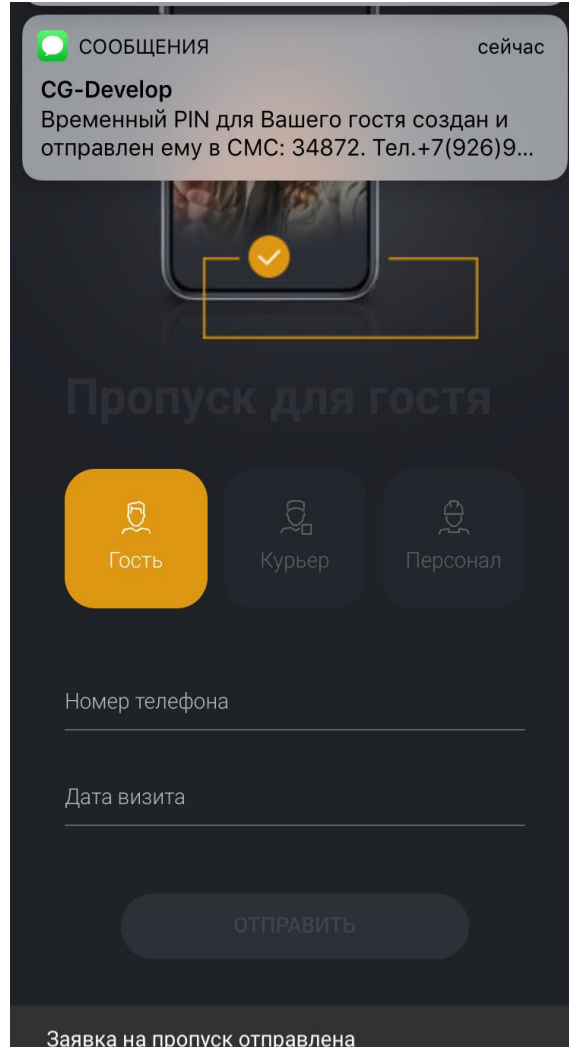 СООБЩЕНИЯ сейчас
CG-Develop
Временный PIN для Вашего гостя создан и
отправлен ему в СМС: 34872. Тел.+7(926)9...
Пропуск для гостя
Гость Курьер Персонал
Номер телефона
Дата визита
ОТПРАВИТЬ
Заявка на пропуск отправлена